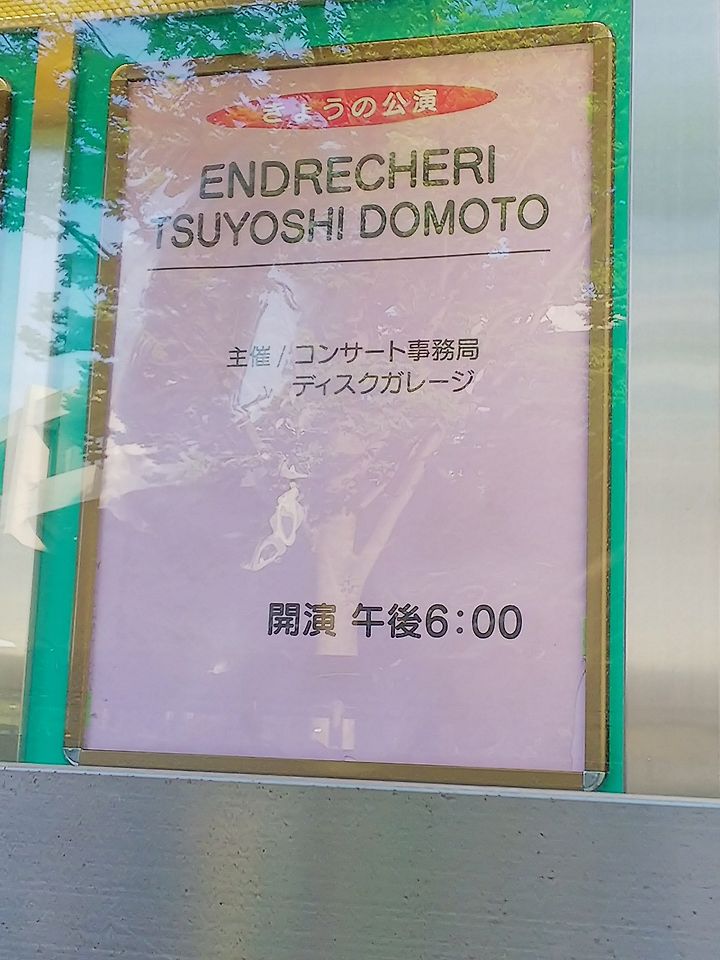 きょうの公演
ENDRECHERI
TSUYOSHI DOMOTO
主催/コンサート事務局
ディスクガレージ
開演 午後6:00